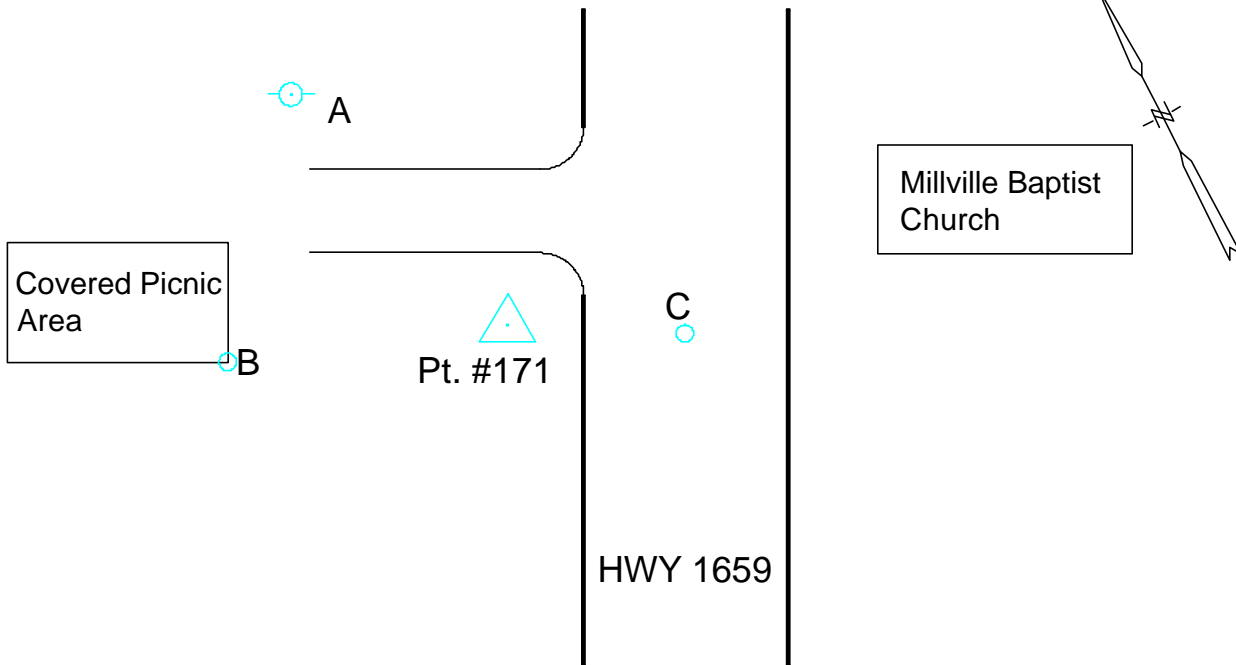 A
Millville Baptist
Church
Covered Picnic
Area
C
B
Pt. #171
HWY 1659
N